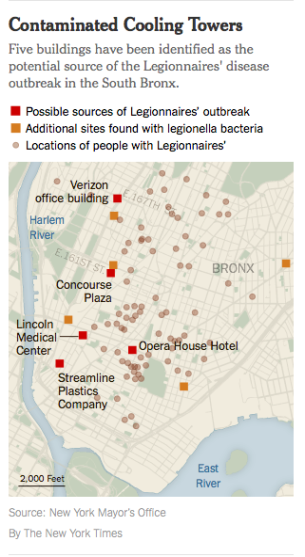 Contaminated Cooling Towers
Five buildings have been identified as the
potential source of the Legionnaires' disease
outbreak in the South Bronx.
Possible sources of Legionnaires' outbreak
Additional sites found with legionella bacteria
Locations of people with Legionnaires'
Verizon
office building
E. 167TH
Harlem
River
E. 161ST ST.
BRONX
Concourse
Plaza
Lincoln
Medical
Center
Opera House Hotel
Streamline
Plastics
Company
2,000 Feet
East
River
Source: New York Mayor's Office
By The New York Times